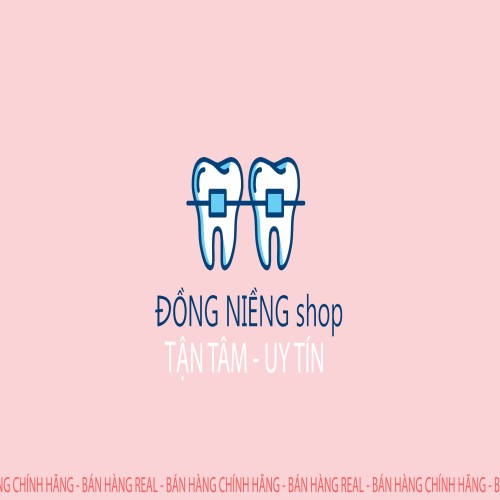 ĐỒNG NIỀNG shop
TẬN TÂM - UY TÍN
NG CHÍNH HÃNG - BÁN HÀNG REAL - BÁN HÀNG CHÍNH HÃNG - BÁN HÀNG REAL - BÁN HÀNG CHÍNH HÃNG - B